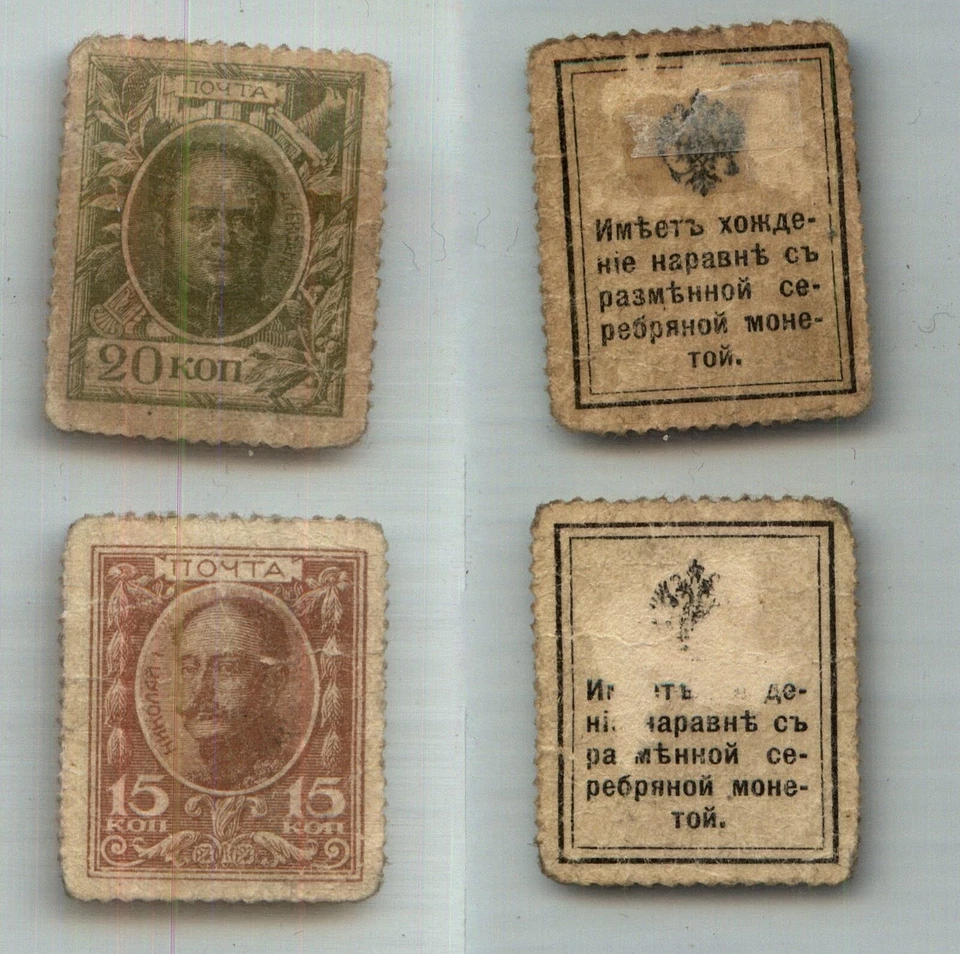 ПОЧТА
20 КОП
Имѣетъ хожде-
ніе наравнѣ съ
размѣнной се-
ребряной моне-
той.
ПОЧТА
НИКОЛАЙ
15 15
КОП КОП
наравнѣ съ
се-
ребряной моне-
той.